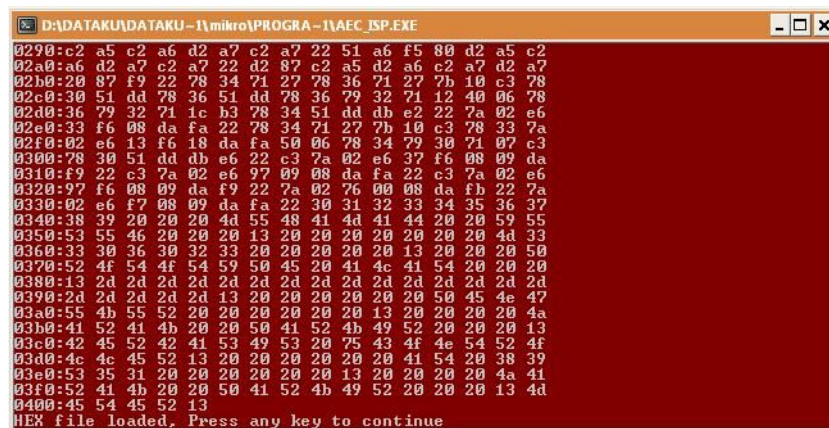 D:\DATAKU\DATAKU~1\mikro\PROGRA~1\AEC_ISP.EXE
0290:c2 a5 c2 a6 d2 a7 c2 a7 22 51 a6 f5 80 d2 a5 c2
02a0:a6 d2 a7 c2 a7 22 d2 87 c2 a5 d2 a6 c2 a7 d2 a7
02b0:20 87 f9 22 78 34 71 27 78 36 71 27 7b 10 c3 78
02c0:30 51 dd 78 36 51 dd 78 36 79 32 71 12 40 06 78
02d0:36 79 32 71 1c b3 78 34 51 dd db e2 22 7a 02 e6
02e0:33 f6 08 da fa 22 78 34 71 27 7b 10 c3 78 33 7a
02f0:02 e6 13 f6 18 da fa 50 06 78 34 79 30 71 07 c3
0300:78 30 51 dd db e6 22 c3 7a 02 e6 37 f6 08 09 da
0310:f9 22 c3 7a 02 e6 97 09 08 da fa 22 c3 7a 02 e6
0320:97 f6 08 09 da f9 22 7a 02 76 00 08 da fb 22 7a
0330:02 e6 f7 08 09 da fa 22 30 31 32 33 34 35 36 37
0340:38 39 20 20 20 4d 55 48 41 4d 41 44 20 20 59 55
0350:53 55 46 20 20 20 13 20 20 20 20 20 20 20 4d 33
0360:33 30 36 30 32 33 20 20 20 20 20 13 20 20 20 50
0370:52 4f 54 4f 54 59 50 45 20 41 4c 41 54 20 20 20
0380:13 2d 2d 2d 2d 2d 2d 2d 2d 2d 2d 2d 2d 2d 2d 2d
0390:2d 2d 2d 2d 2d 13 20 20 20 20 20 20 50 45 4e 47
03a0:55 4b 55 52 20 20 20 20 20 20 13 20 20 20 20 4a
03b0:41 52 41 4b 20 20 50 41 52 4b 49 52 20 20 20 13
03c0:42 45 52 42 41 53 49 53 20 75 43 4f 4e 54 52 4f
03d0:4c 4c 45 52 13 20 20 20 20 20 20 41 54 20 38 39
03e0:53 35 31 20 20 20 20 20 20 20 13 20 20 20 20 4a 41
03f0:52 41 4b 20 20 50 41 52 4b 49 52 20 20 20 13 4d
0400:45 54 45 52 13
HEX file loaded, Press any key to continue